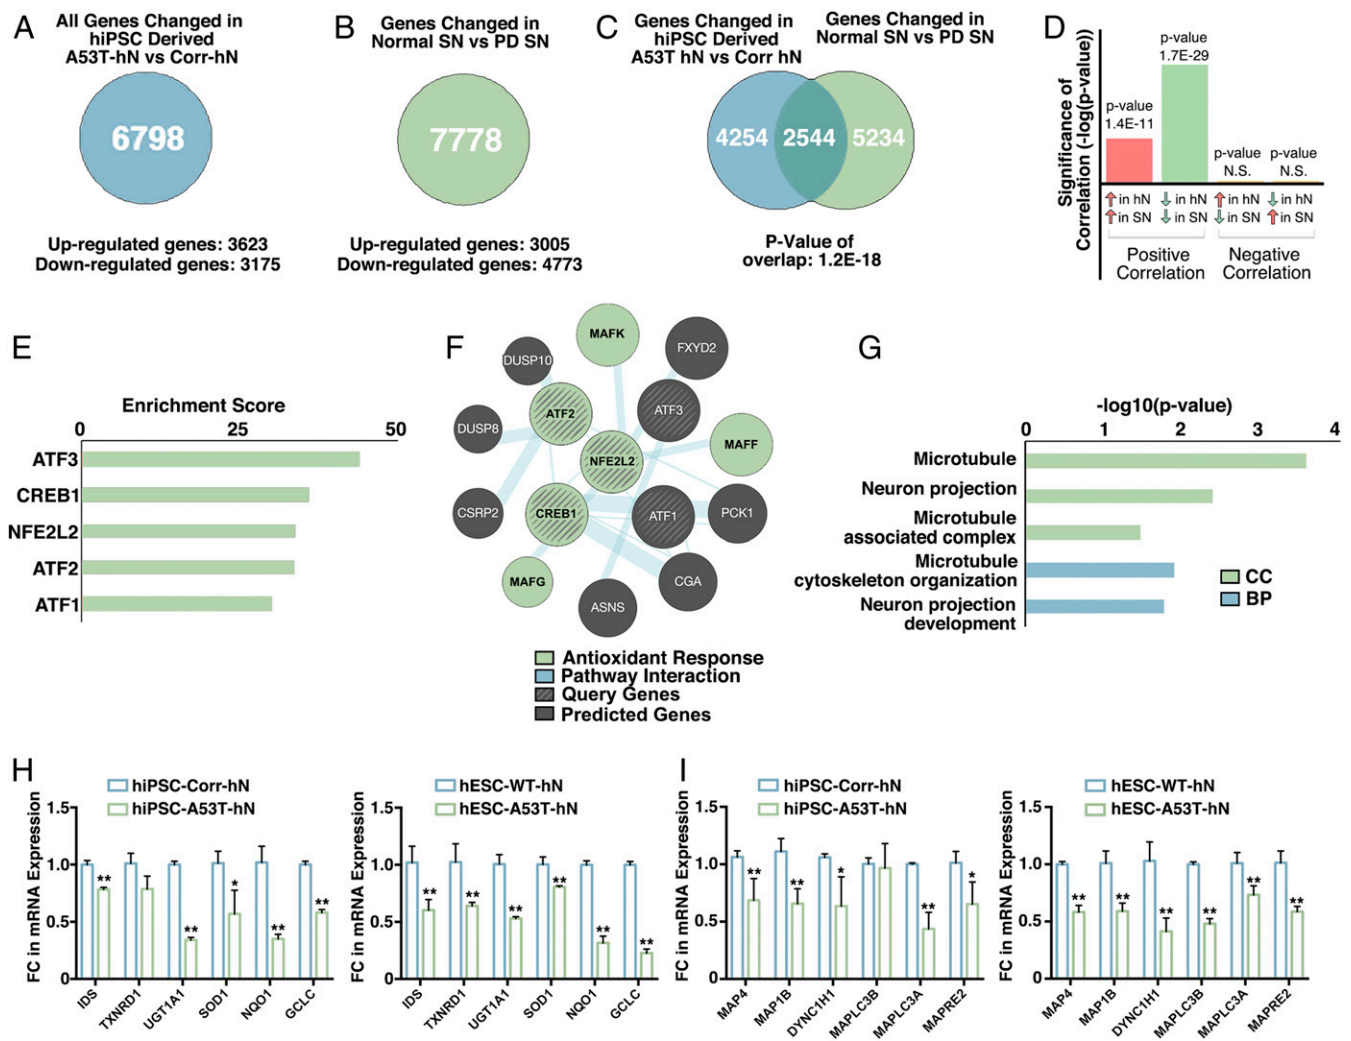 A
All Genes Changed in
hiPSC Derived
A53T-hN vs Corr-hN
6798
Up-regulated genes: 3623
Down-regulated genes: 3175
B
Genes Changed in
Normal SN vs PD SN
7778
Up-regulated genes: 3005
Down-regulated genes: 4773
C
Genes Changed in
hiPSC Derived
A53T hN vs Corr hN
Genes Changed in
Normal SN vs PD SN
4254
2544
5234
P-Value of
overlap: 1.2E-18
D
Significance of
Correlation (-log(p-value))
p-value
1.4E-11
p-value
1.7E-29
p-value
N.S.
p-value
N.S.
in hN
in SN
in hN
in SN
in hN
in SN
in hN
in SN
Positive
Correlation
Negative
Correlation
E
Enrichment Score
0
25
50
ATF3
CREB1
NFE2L2
ATF2
ATF1
F
MAFK
FXYD2
DUSP10
ATF2
ATF3
DUSP8
MAFF
NFE2L2
CSRP2
CREB1
ATF1
PCK1
MAFG
CGA
ASNS
Antioxidant Response
Pathway Interaction
Query Genes
Predicted Genes
G
-log10(p-value)
0
1
2
3
4
Microtubule
Neuron projection
Microtubule
associated complex
Microtubule
cytoskeleton organization
Neuron projection
development
CC
BP
H
hiPSC-Corr-hN
hiPSC-A53T-hN
FC in mRNA Expression
1.5
1.0
0.5
0
**
**
*
**
**
IDS
TXNRD1
UGT1A1
SOD1
NQO1
GCLC
hESC-WT-hN
hESC-A53T-hN
FC in mRNA Expression
1.5
1.0
0.5
0
**
**
**
**
**
**
IDS
TXNRD1
UGT1A1
SOD1
NQO1
GCLC
I
hiPSC-Corr-hN
hiPSC-A53T-hN
FC in mRNA Expression
1.5
1.0
0.5
0
**
**
*
**
*
MAP4
MAP1B
DYNC1H1
MAPLC3B
MAPLC3A
MAPRE2
hESC-WT-hN
hESC-A53T-hN
FC in mRNA Expression
1.5
1.0
0.5
0
**
**
**
**
**
**
MAP4
MAP1B
DYNC1H1
MAPLC3B
MAPLC3A
MAPRE2